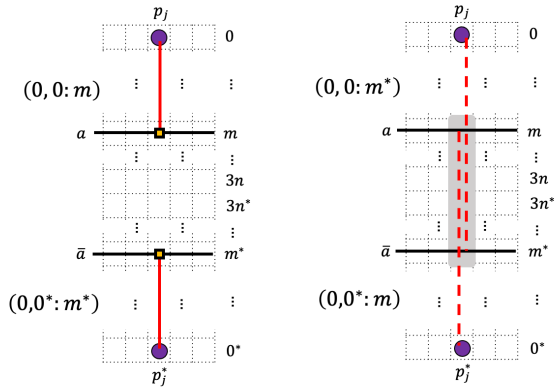 p_j
0
(0, 0: m)
⋮ ⋮ ⋮
a m
⋮ ⋮ ⋮
3n
3n*
⋮ ⋮ ⋮
ā m*
(0,0*: m*)
⋮ ⋮ ⋮
0*
p_j*
p_j
0
(0, 0: m*)
⋮ ⋮ ⋮
a m
⋮ ⋮ ⋮
3n
3n*
⋮ ⋮ ⋮
ā m*
(0,0*: m)
⋮ ⋮ ⋮
0*
p_j*